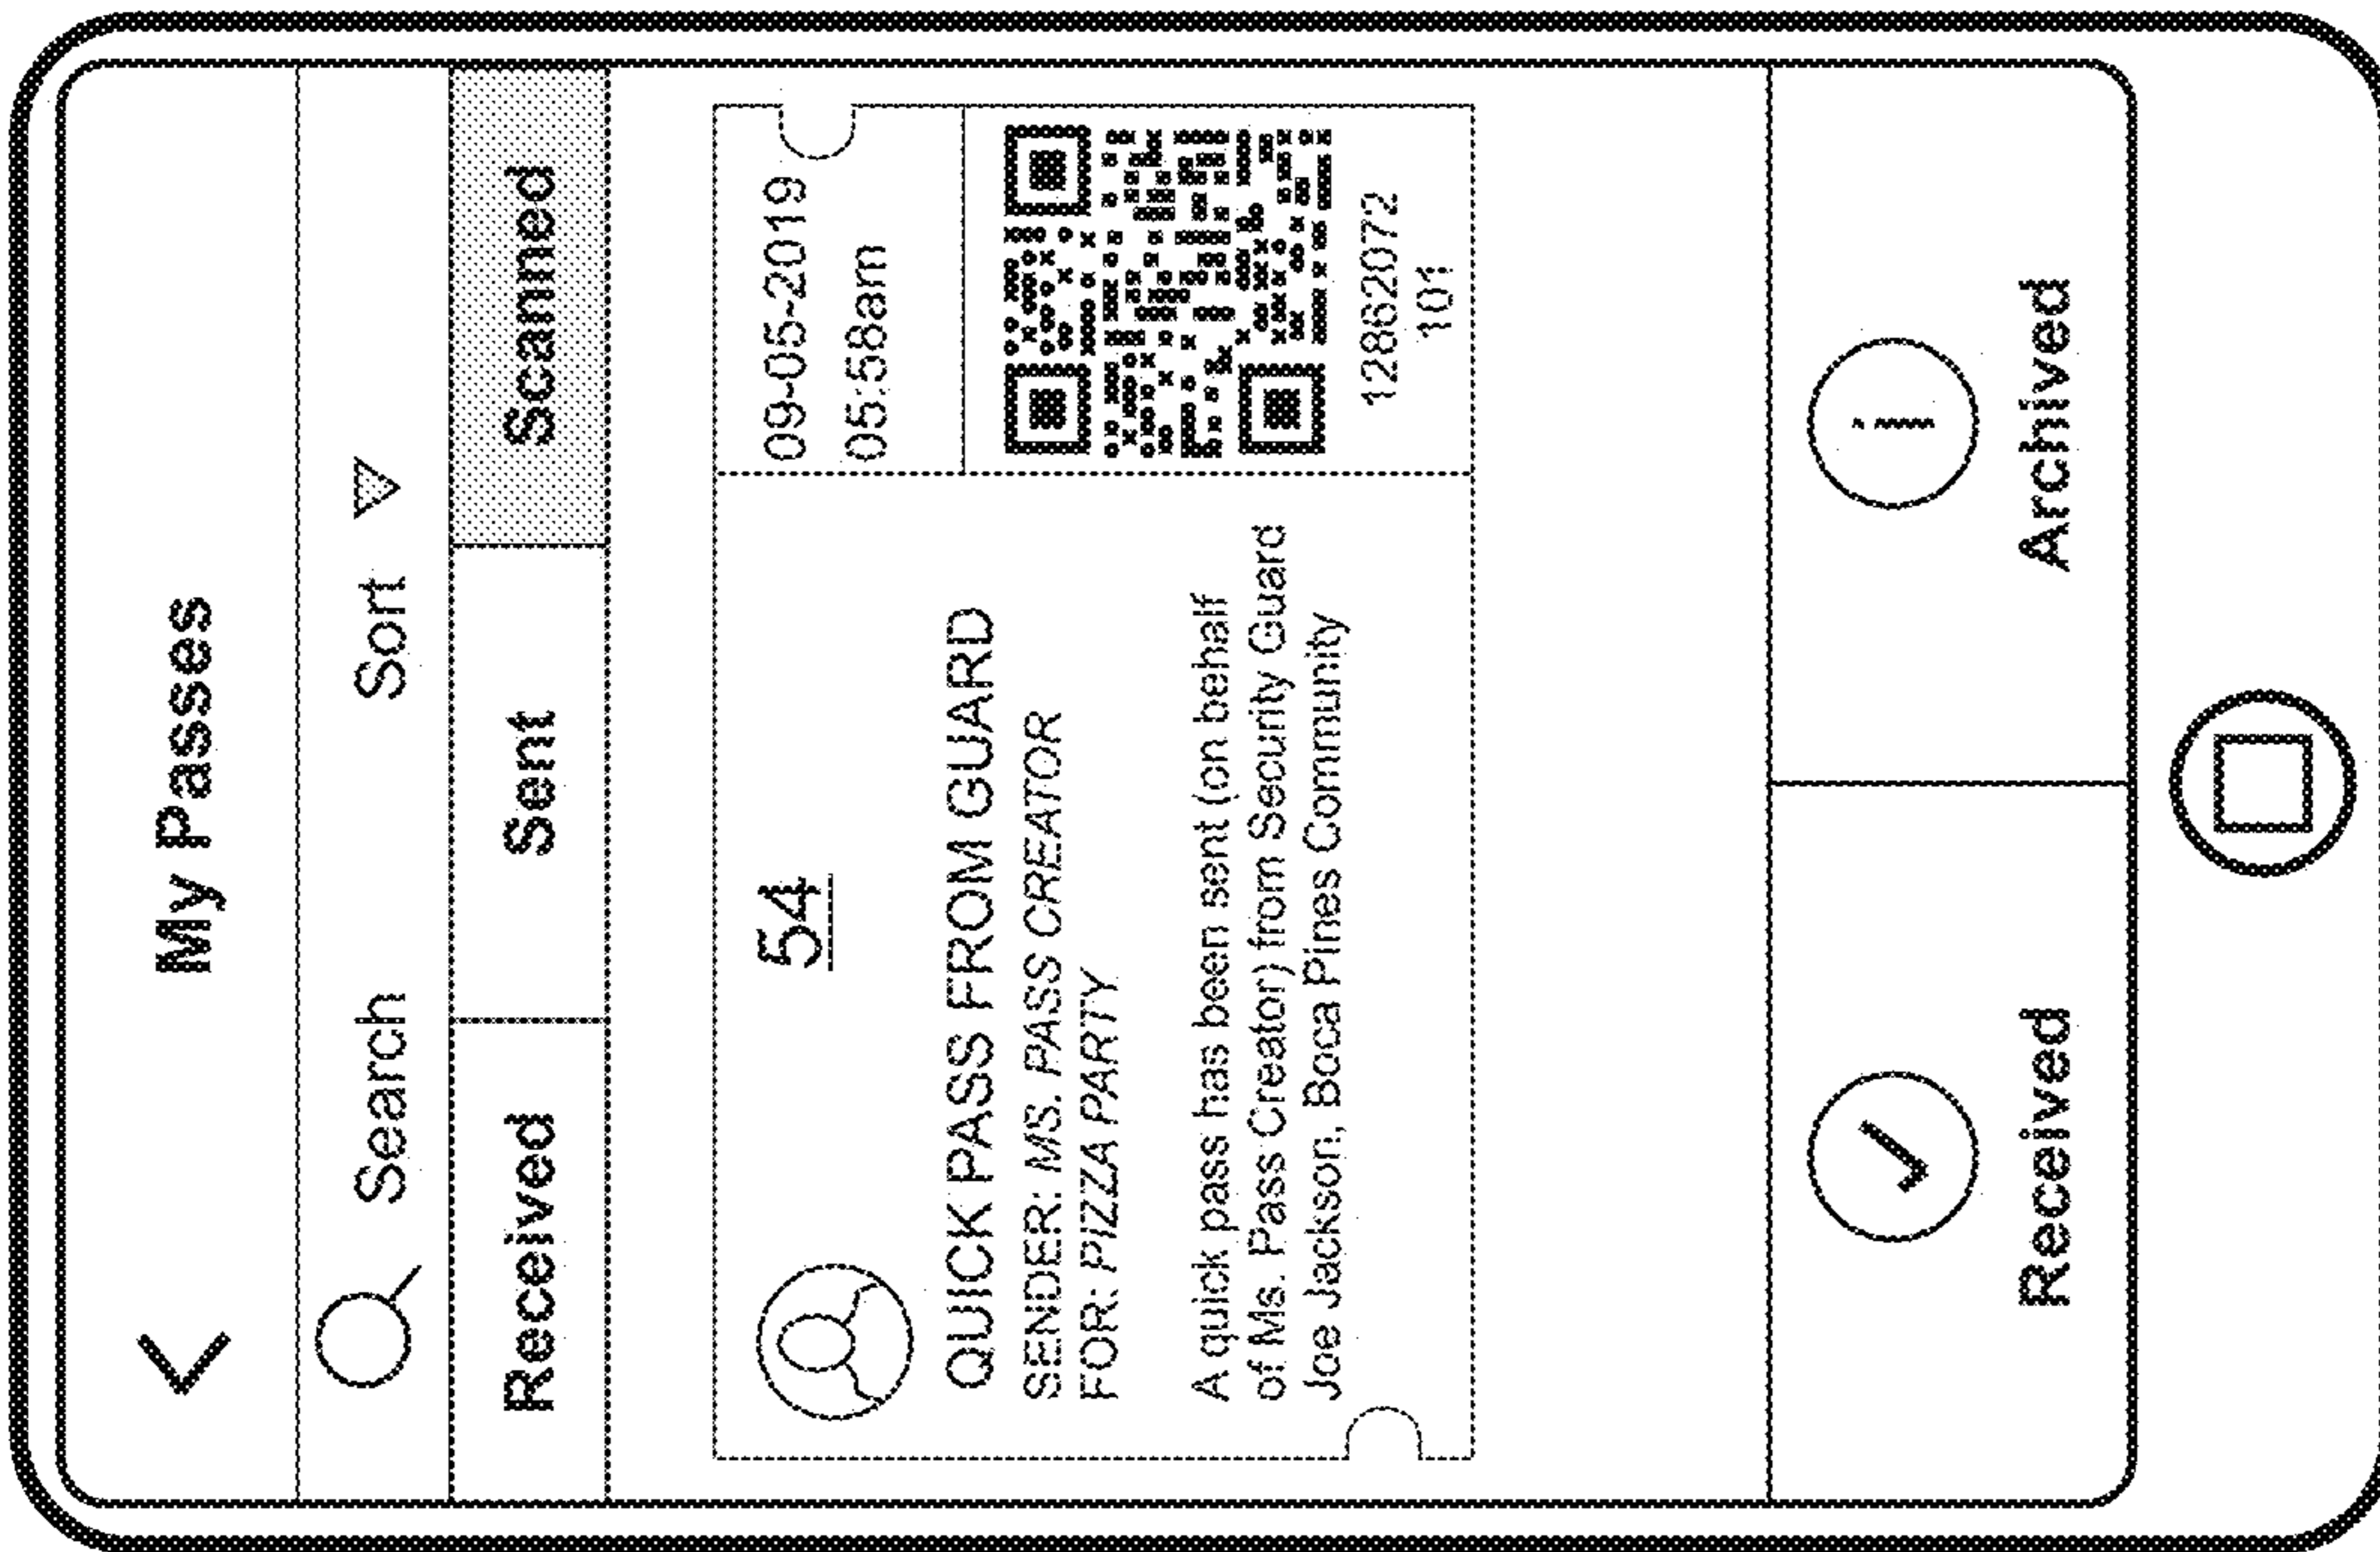 My Passes
Search Sort
Received Sent Scanned
54
09-05-2019
05:58am
QUICK PASS FROM GUARD
SENDER: MS. PASS CREATOR
FOR: PIZZA PARTY
A quick pass has been sent (on behalf
of Ms. Pass Creator) from Security Guard
Joe Jackson, Boca Pines Community
12862072
101
i
Received Archived